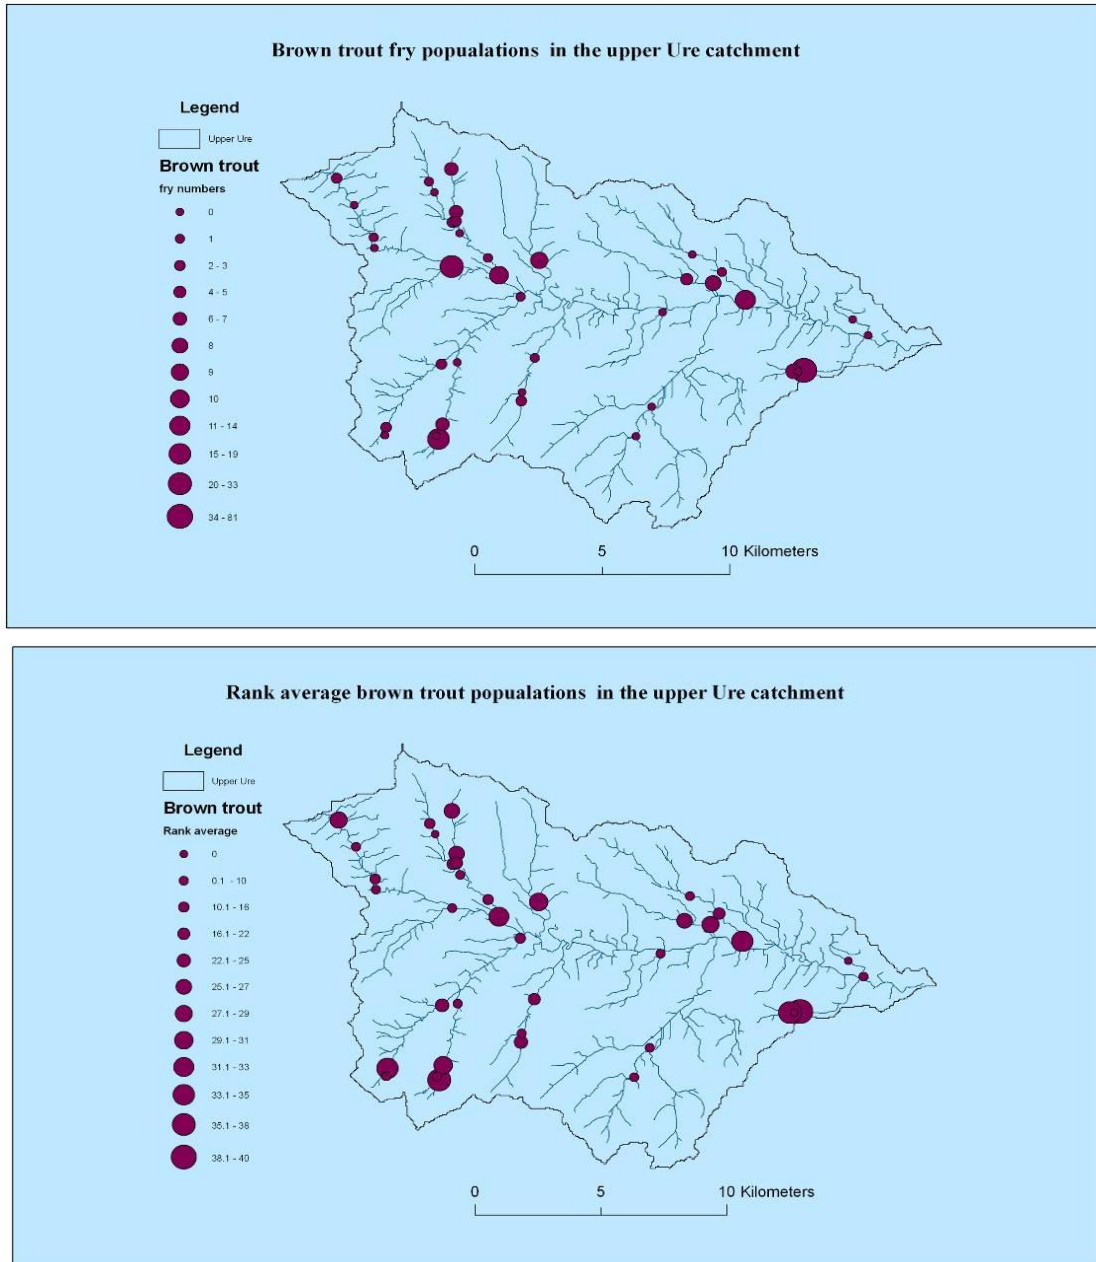 Brown trout fry popualations in the upper Ure catchment
Legend
Upper Ure
Brown trout
fry numbers
0
1
2 - 3
4 - 5
6 - 7
8
9
10
11 - 14
15 - 19
20 - 33
34 - 81
0 5 10 Kilometers
Rank average brown trout popualations in the upper Ure catchment
Legend
Upper Ure
Brown trout
Rank average
0
0.1 - 10
10.1 - 16
16.1 - 22
22.1 - 25
25.1 - 27
27.1 - 29
29.1 - 31
31.1 - 33
33.1 - 35
35.1 - 38
38.1 - 40
0 5 10 Kilometers